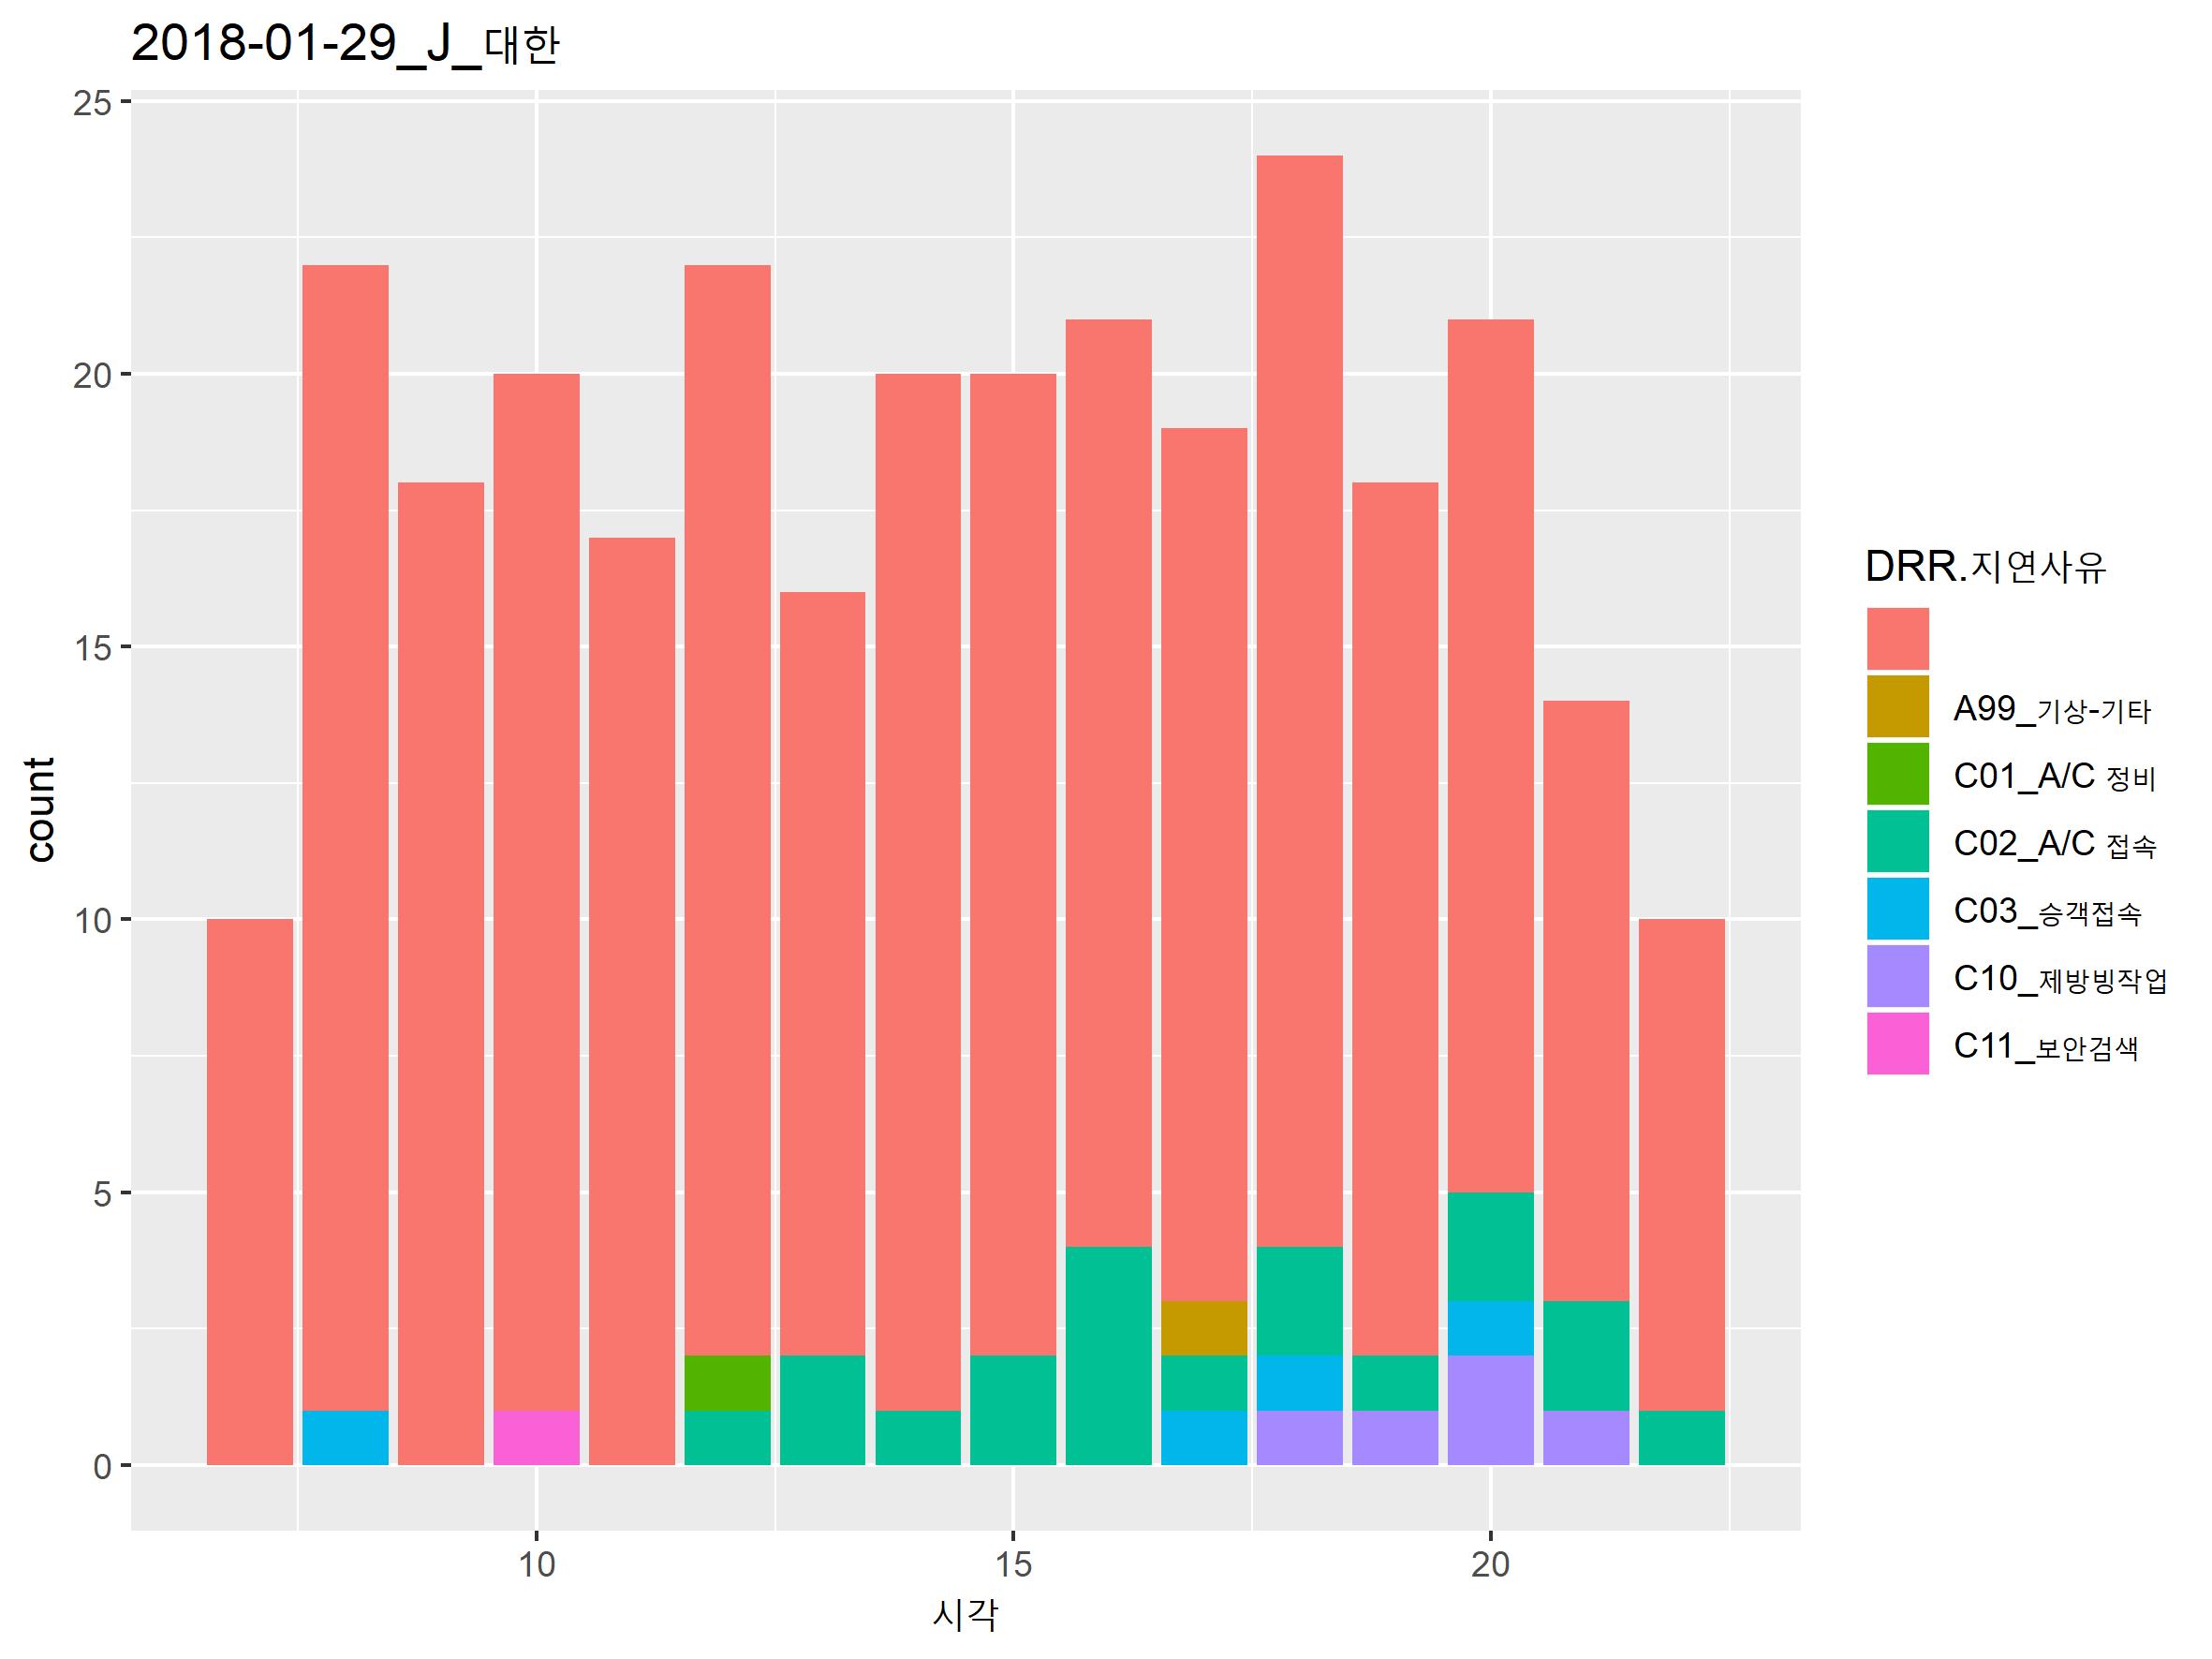 2018-01-29_J_대한
25
20
15
10
5
0
count
10
15
20
시각
DRR.지연사유
A99_기상-기타
C01_A/C 정비
C02_A/C 접속
C03_승객접속
C10_제방빙작업
C11_보안검색